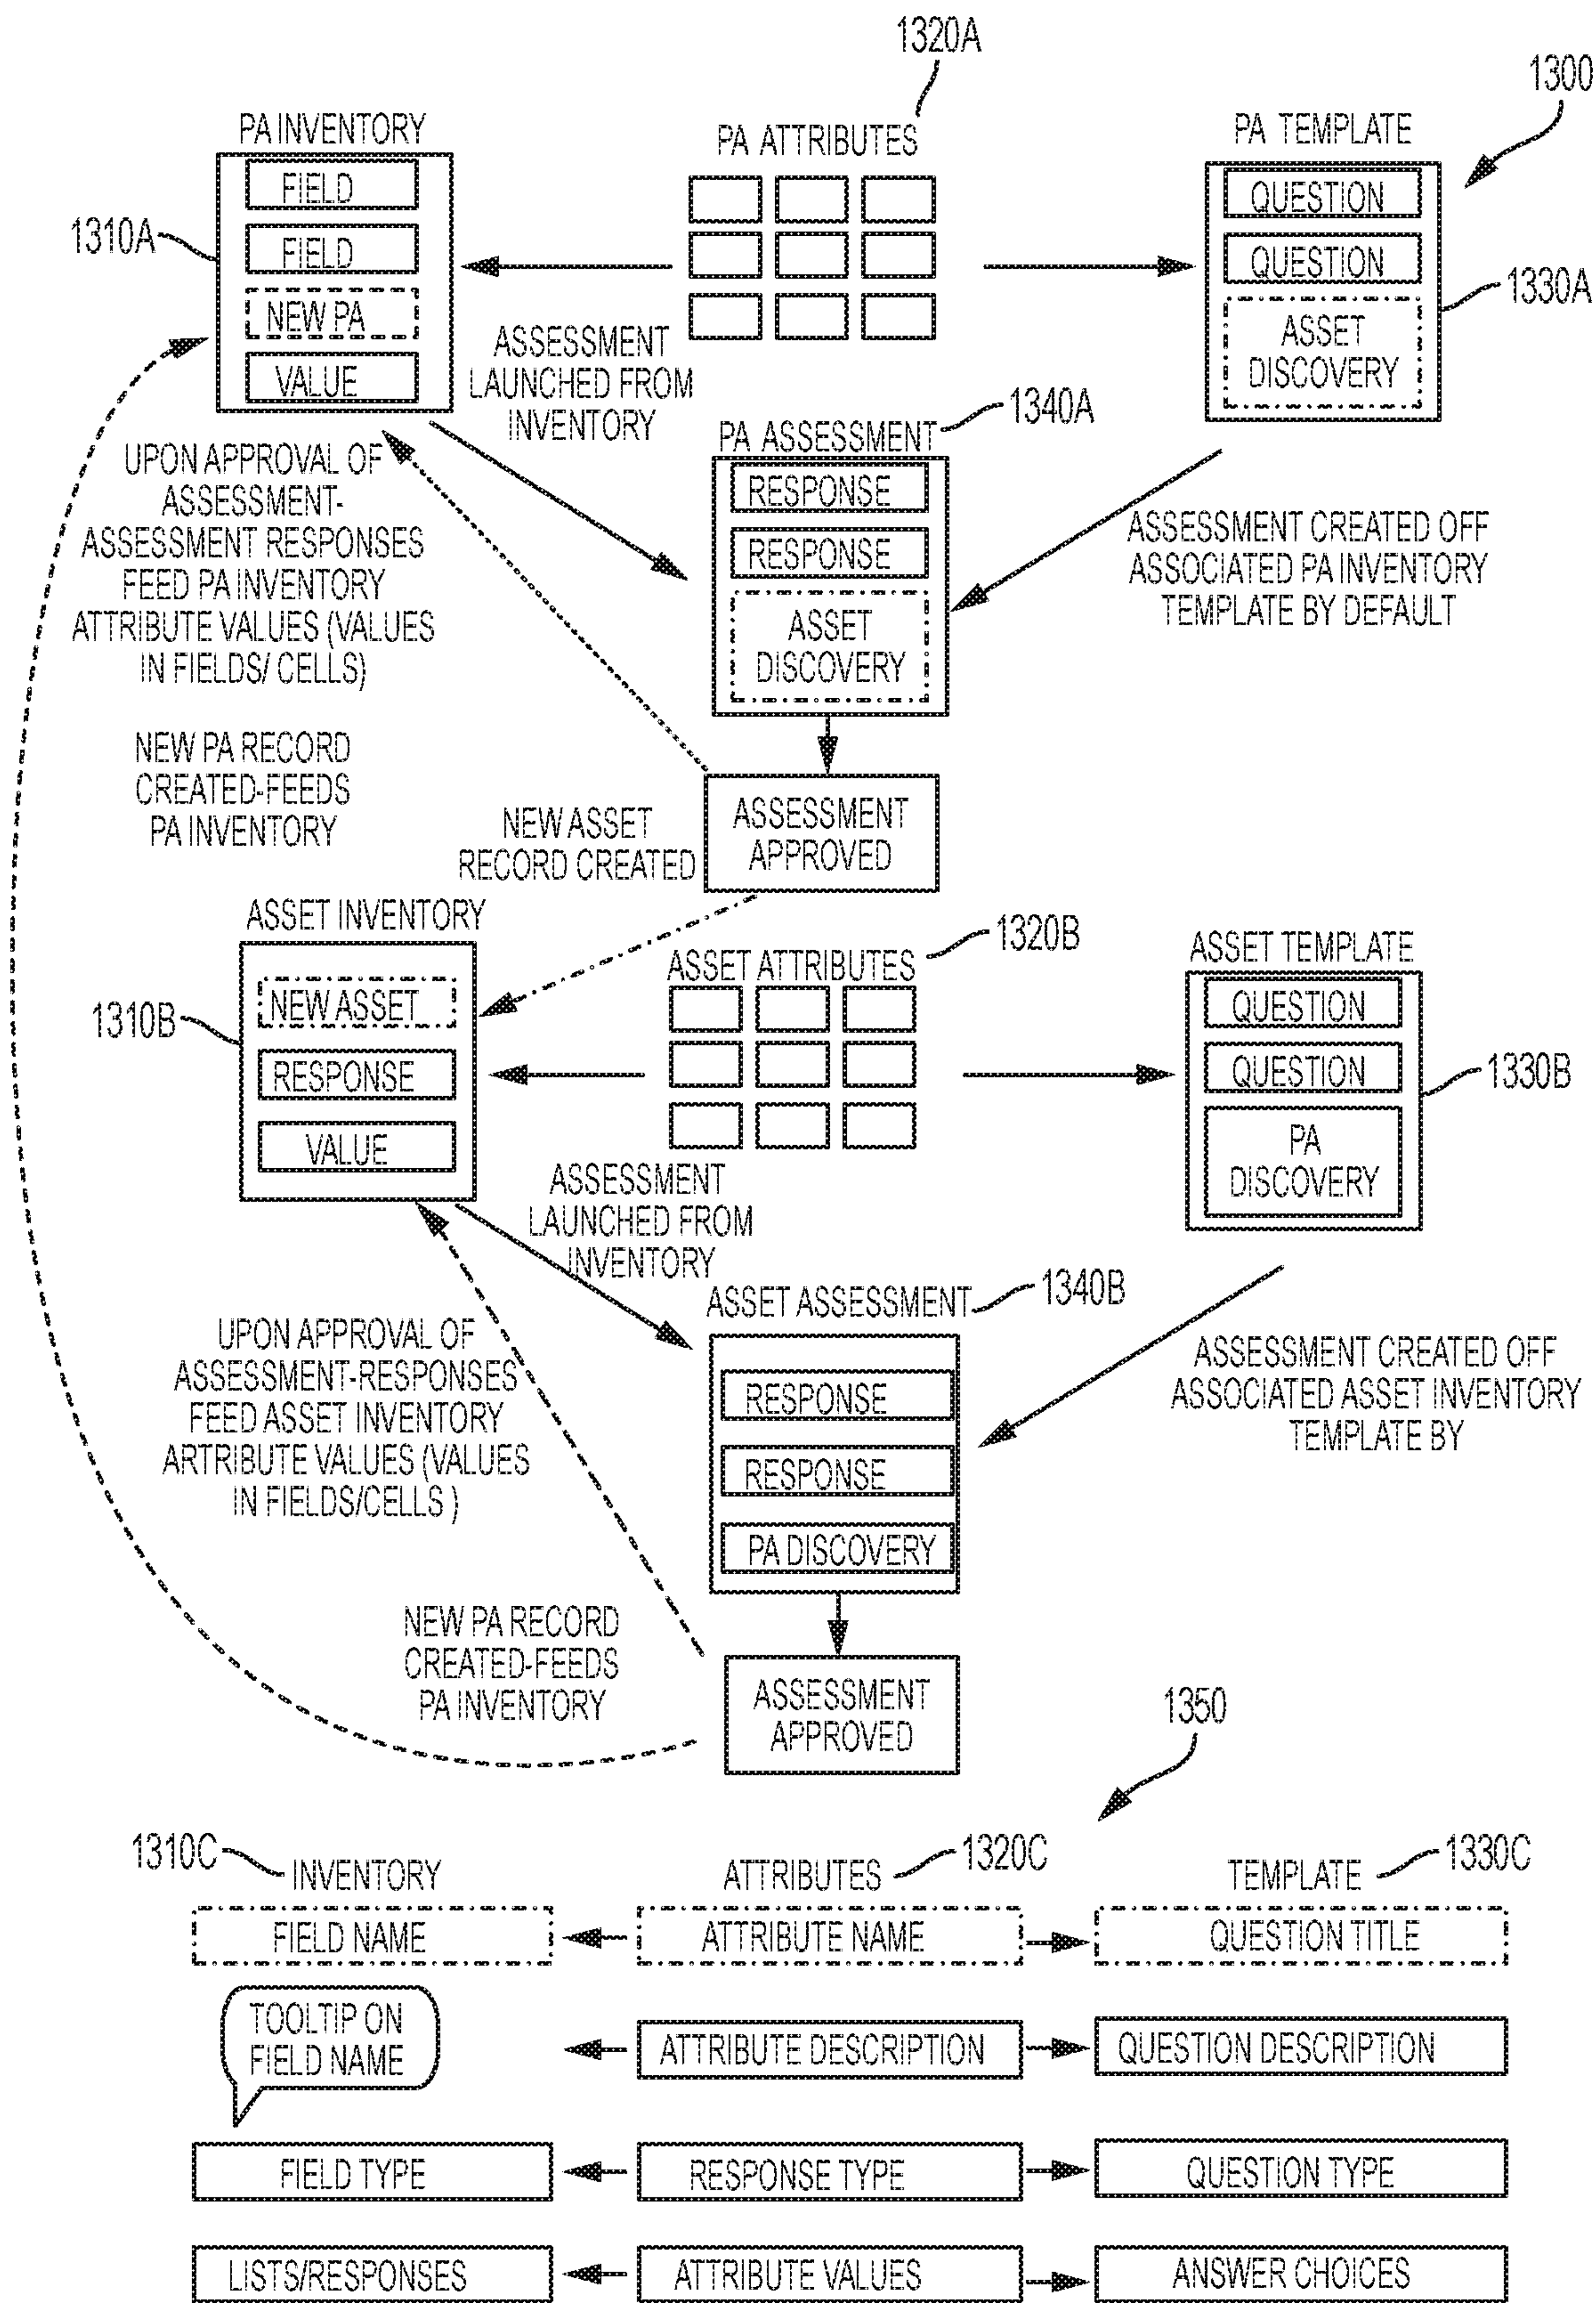 1320A
1300
PA INVENTORY
PA ATTRIBUTES
PA TEMPLATE
FIELD
QUESTION
1310A
FIELD
QUESTION
1330A
NEW PA
ASSET
DISCOVERY
VALUE
ASSESSMENT
LAUNCHED FROM
INVENTORY
1340A
PA ASSESSMENT
UPON APPROVAL OF
ASSESSMENT-
ASSESSMENT RESPONSES
FEED PA INVENTORY
ATTRIBUTE VALUES (VALUES
IN FIELDS/ CELLS)
RESPONSE
RESPONSE
ASSET
DISCOVERY
ASSESSMENT CREATED OFF
ASSOCIATED PA INVENTORY
TEMPLATE BY DEFAULT
NEW PA RECORD
CREATED-FEEDS
PA INVENTORY
NEW ASSET
RECORD CREATED
ASSESSMENT
APPROVED
ASSET INVENTORY
ASSET ATTRIBUTES
1320B
ASSET TEMPLATE
1310B
NEW ASSET
RESPONSE
VALUE
QUESTION
QUESTION
1330B
PA
DISCOVERY
ASSESSMENT
LAUNCHED FROM
INVENTORY
1340B
ASSET ASSESSMENT
UPON APPROVAL OF
ASSESSMENT-RESPONSES
FEED ASSET INVENTORY
ARTRIBUTE VALUES (VALUES
IN FIELDS/CELLS )
RESPONSE
RESPONSE
PA DISCOVERY
ASSESSMENT CREATED OFF
ASSOCIATED ASSET INVENTORY
TEMPLATE BY
NEW PA RECORD
CREATED-FEEDS
PA INVENTORY
ASSESSMENT
APPROVED
1350
1310C
INVENTORY
ATTRIBUTES
1320C
TEMPLATE
1330C
FIELD NAME
ATTRIBUTE NAME
QUESTION TITLE
TOOLTIP ON
FIELD NAME
ATTRIBUTE DESCRIPTION
QUESTION DESCRIPTION
FIELD TYPE
RESPONSE TYPE
QUESTION TYPE
LISTS/RESPONSES
ATTRIBUTE VALUES
ANSWER CHOICES